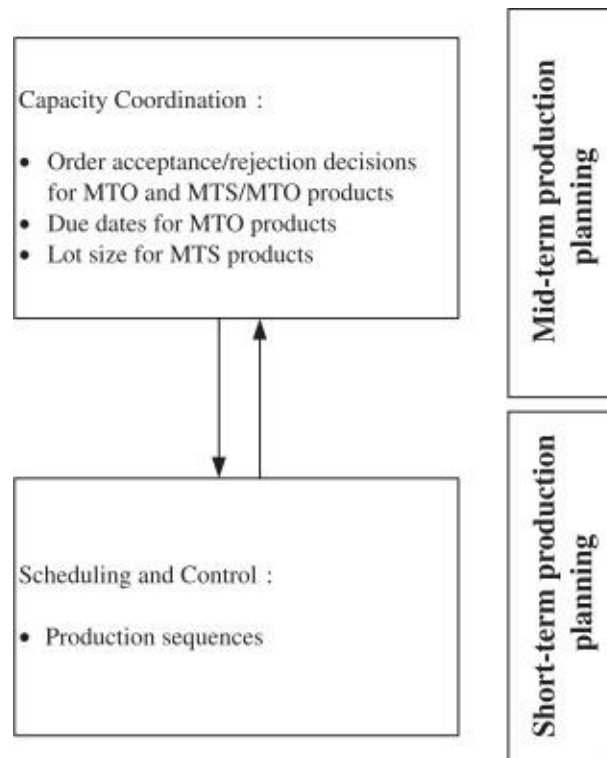 Capacity Coordination :
• Order acceptance/rejection decisions
for MTO and MTS/MTO products
• Due dates for MTO products
• Lot size for MTS products
Mid-term production
planning
Scheduling and Control :
• Production sequences
Short-term production
planning